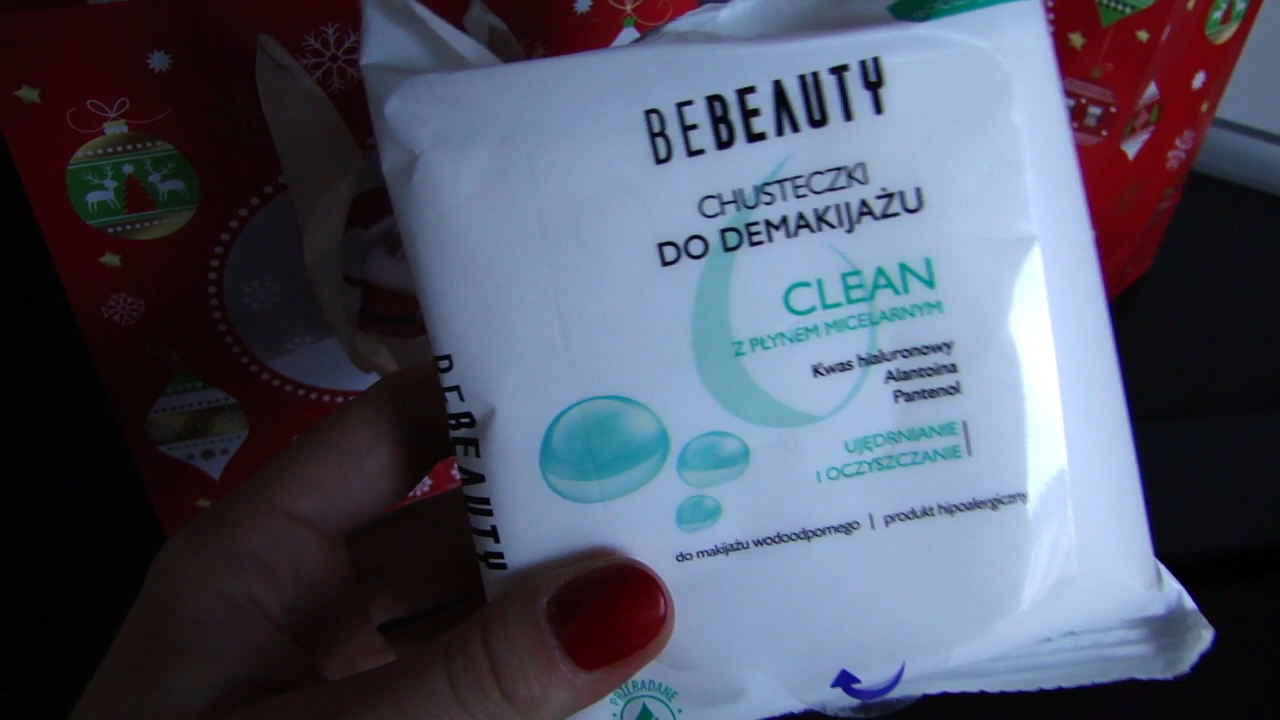 BEBEAUTY
CHUSTECZKI
DO DEMAKIJAŻU
CLEAN
Z PŁYNEM MICELARNYM
Kwas hialuronowy
Alantoina
Pantenol
UJĘDRNIANIE
I OCZYSZCZANIE
do makijażu wodoodpornego | produkt hipoalergiczny
BEBEAUTY
PRZEBADANE